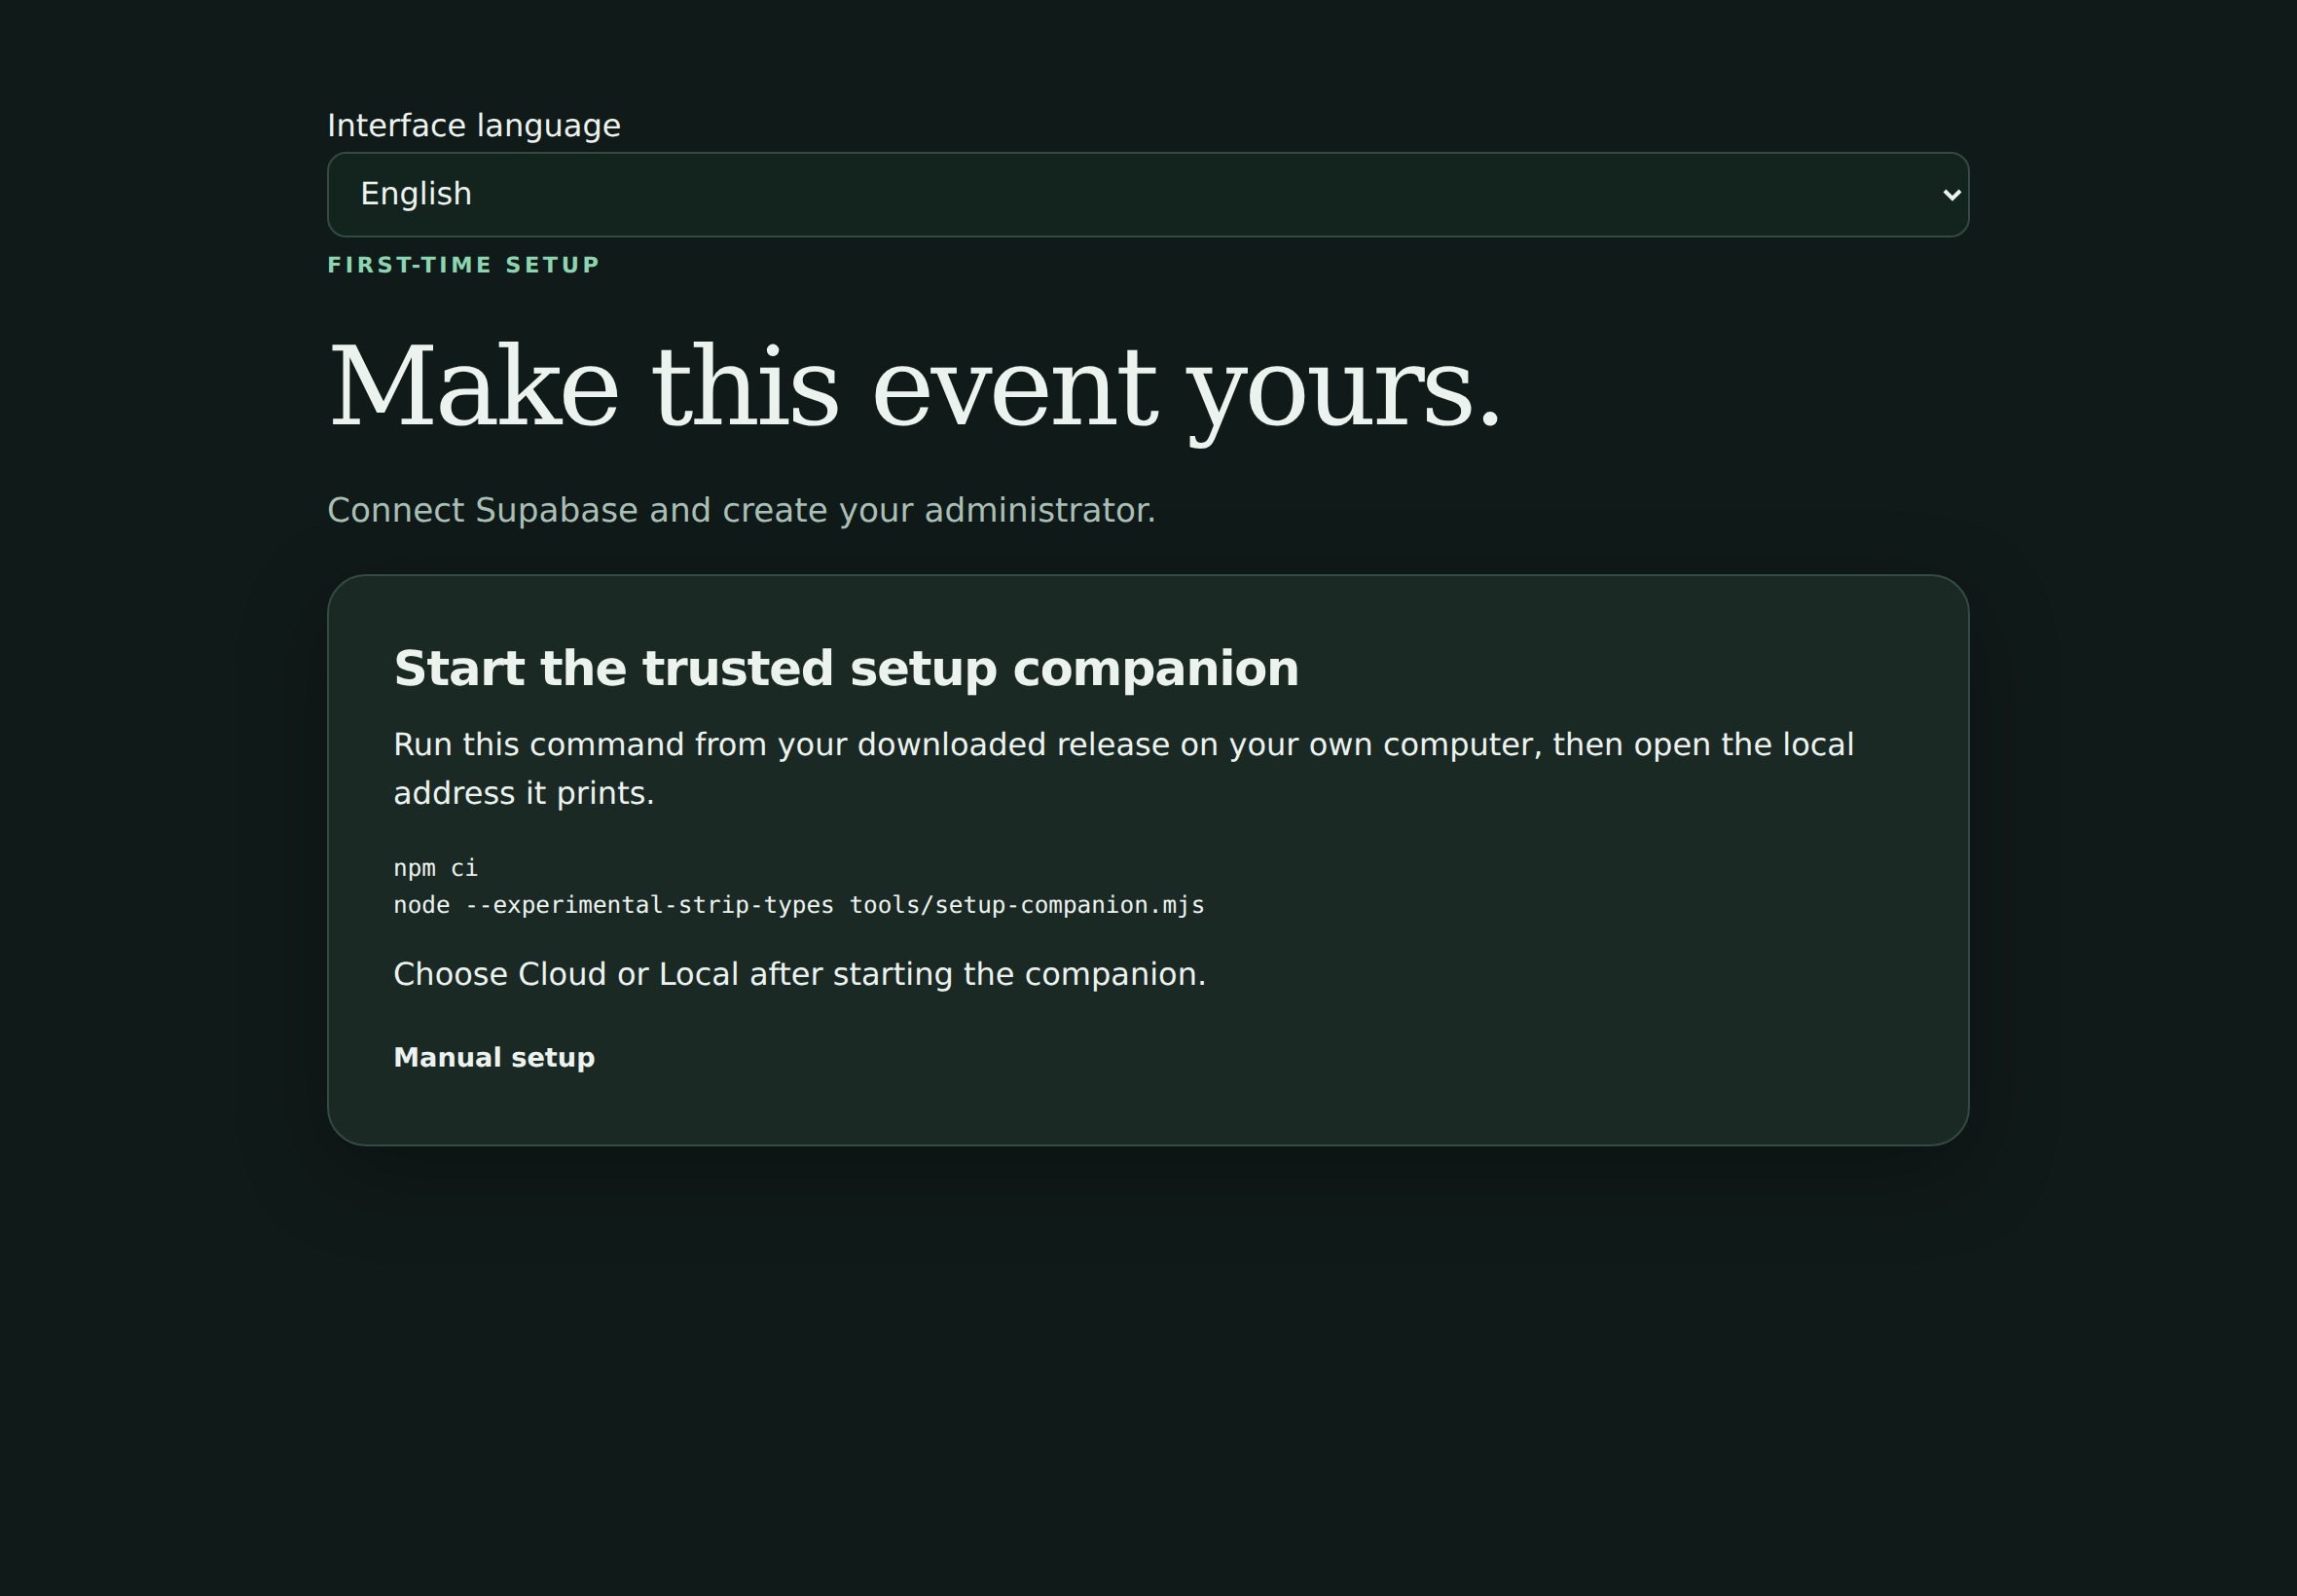 Interface language
English
FIRST-TIME SETUP
Make this event yours.
Connect Supabase and create your administrator.
Start the trusted setup companion
Run this command from your downloaded release on your own computer, then open the local
address it prints.
npm ci
node --experimental-strip-types tools/setup-companion.mjs
Choose Cloud or Local after starting the companion.
Manual setup